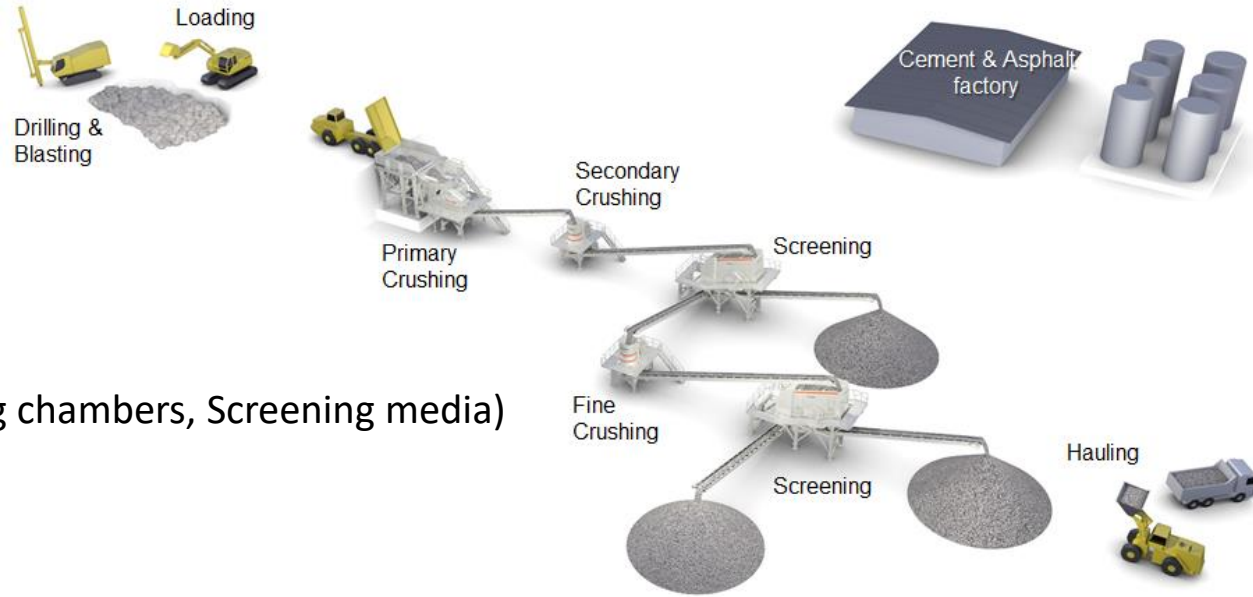 Loading
Drilling &
Blasting
Cement & Asphalt
factory
Secondary
Crushing
Primary
Crushing
Screening
g chambers, Screening media)
Fine
Crushing
Screening
Hauling